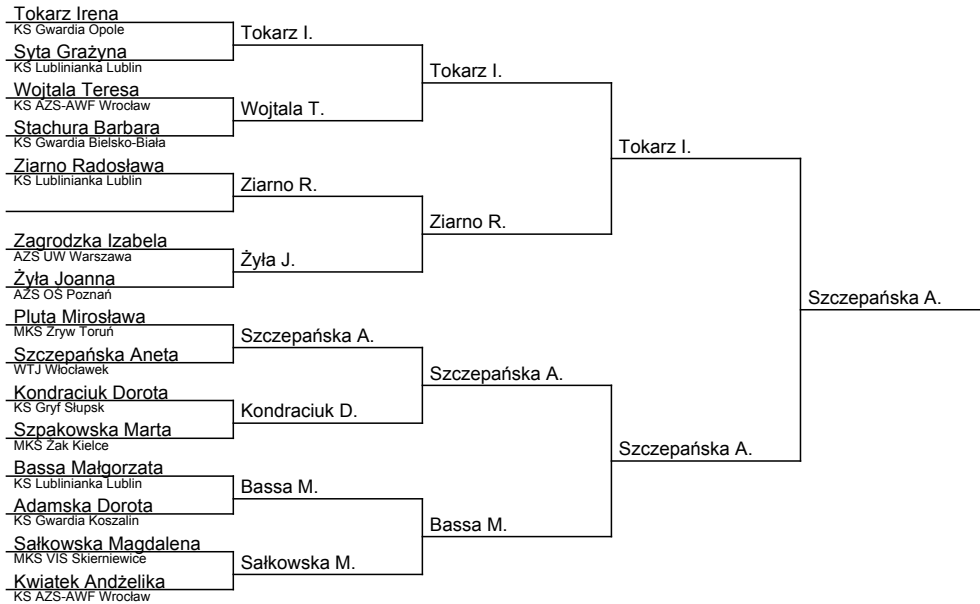 Tokarz Irena
KS Gwardia Opole
Syta Grażyna
KS Lublinianka Lublin
Wojtala Teresa
KS AZS-AWF Wrocław
Stachura Barbara
KS Gwardia Bielsko-Biała
Ziarno Radosława
KS Lublinianka Lublin
Zagrodzka Izabela
AZS UW Warszawa
Żyła Joanna
AZS OŚ Poznań
Pluta Mirosława
MKS Zryw Toruń
Szczepańska Aneta
WTJ Włocławek
Kondraciuk Dorota
KS Gryf Słupsk
Szpakowska Marta
MKS Żak Kielce
Bassa Małgorzata
KS Lublinianka Lublin
Adamska Dorota
KS Gwardia Koszalin
Sałkowska Magdalena
MKS VIS Skierniewice
Kwiatek Andżelika
KS AZS-AWF Wrocław
Tokarz I.
Wojtala T.
Ziarno R.
Żyła J.
Szczepańska A.
Kondraciuk D.
Bassa M.
Sałkowska M.
Tokarz I.
Ziarno R.
Szczepańska A.
Bassa M.
Tokarz I.
Szczepańska A.
Szczepańska A.